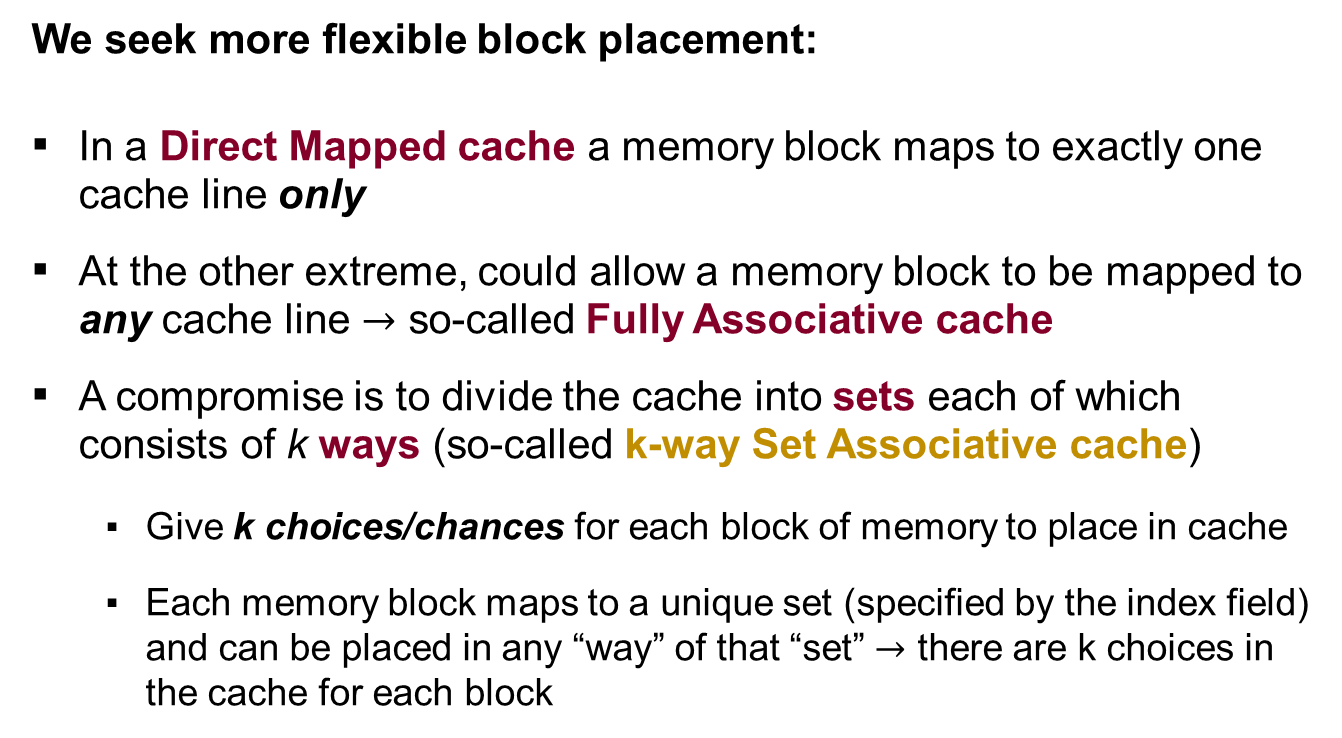 We seek more flexible block placement:
▪ In a Direct Mapped cache a memory block maps to exactly one
cache line only
▪ At the other extreme, could allow a memory block to be mapped to
any cache line → so-called Fully Associative cache
▪ A compromise is to divide the cache into sets each of which
consists of k ways (so-called k-way Set Associative cache)
▪ Give k choices/chances for each block of memory to place in cache
▪ Each memory block maps to a unique set (specified by the index field)
and can be placed in any “way” of that “set” → there are k choices in
the cache for each block